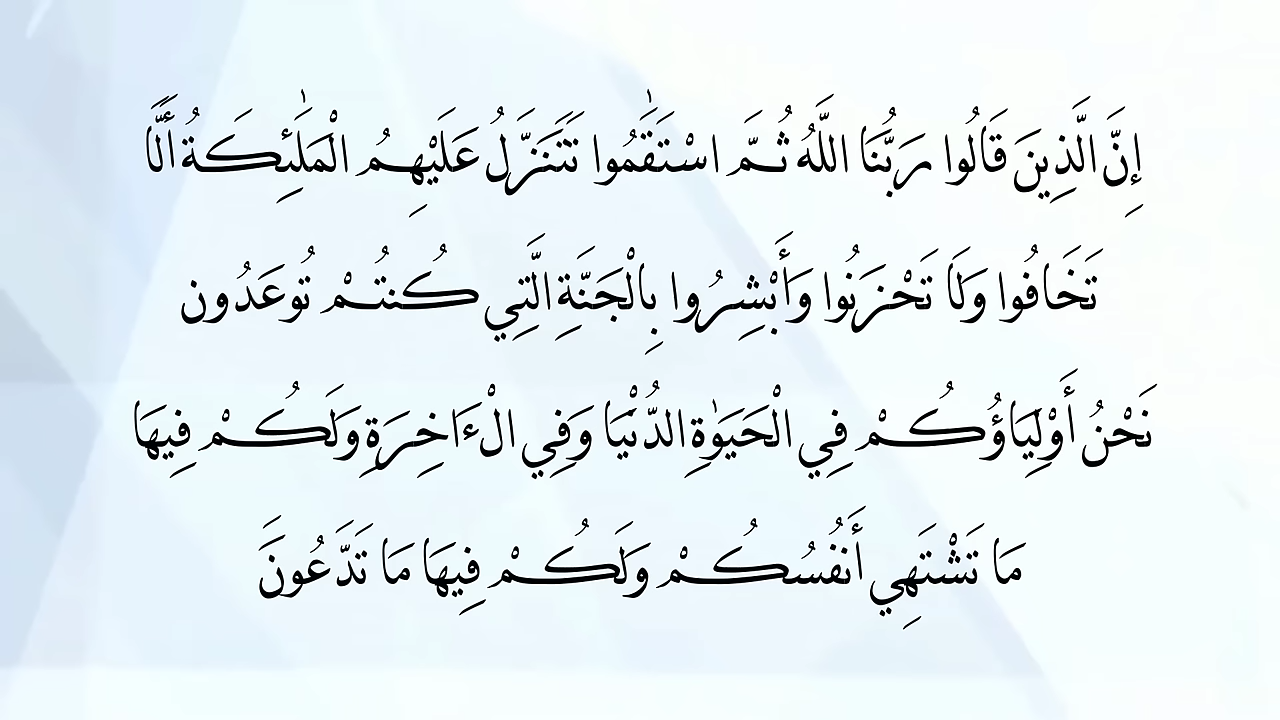 إِنَّ الَّذِينَ قَالُوا رَبُّنَا اللَّهُ ثُمَّ اسْتَقَٰمُوا تَتَنَزَّلُ عَلَيْهِمُ الْمَلَٰئِكَةُ أَلَّا
تَخَافُوا وَلَا تَحْزَنُوا وَأَبْشِرُوا بِالْجَنَّةِ الَّتِي كُنتُمْ تُوعَدُون
نَحْنُ أَوْلِيَاؤُكُمْ فِي الْحَيَوٰةِ الدُّنْيَا وَفِي الْءَاخِرَةِ وَلَكُمْ فِيهَا
مَا تَشْتَهِي أَنفُسُكُمْ وَلَكُمْ فِيهَا مَا تَدَّعُونَ